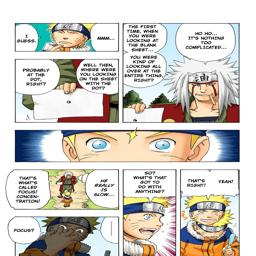 HO HO...
IT'S NOTHING
TOO
COMPLICATED...
THE FIRST
TIME, WHEN
YOU WERE
LOOKING AT
THE BLANK
SHEET...
YOU WERE
KIND OF
LOOKING ALL
OVER AT THE
ENTIRE THING,
RIGHT?
油
MMM...
I
GUESS.
WELL THEN,
WHERE WERE
YOU LOOKING
ON THE SHEET
WITH THE
DOT?
PROBABLY
AT THE
DOT,
RIGHT?
YEAH!
THAT'S
RIGHT!
SO?
WHAT'S
THAT GOT
TO DO
WITH
ANYTHING?
HE
REALLY
IS
SLOW...
THAT'S
WHAT'S
CALLED
FOCUS!
CONCEN-
TRATION!
FOCUS?